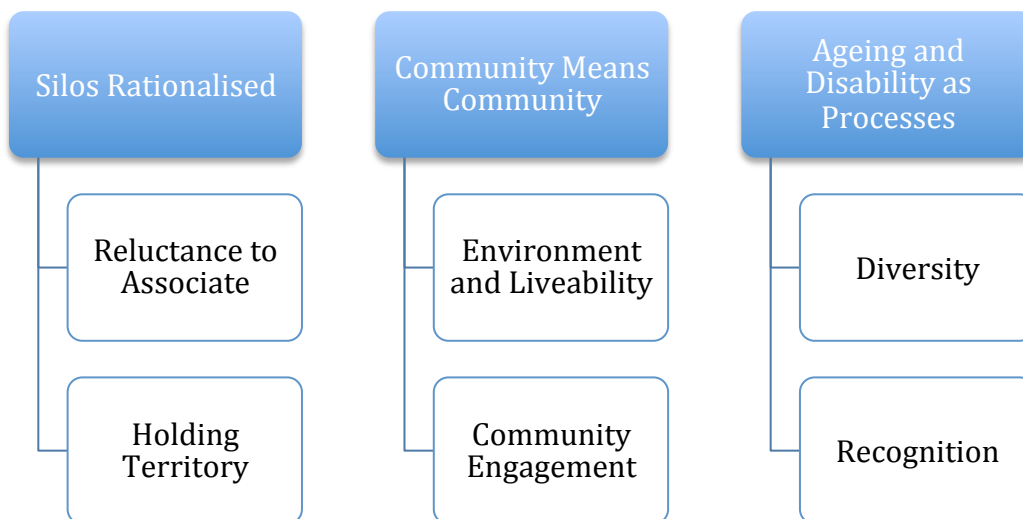 Silos Rationalised
Reluctance to
Associate
Holding
Territory
Community Means
Community
Environment
and Liveability
Community
Engagement
Ageing and
Disability as
Processes
Diversity
Recognition